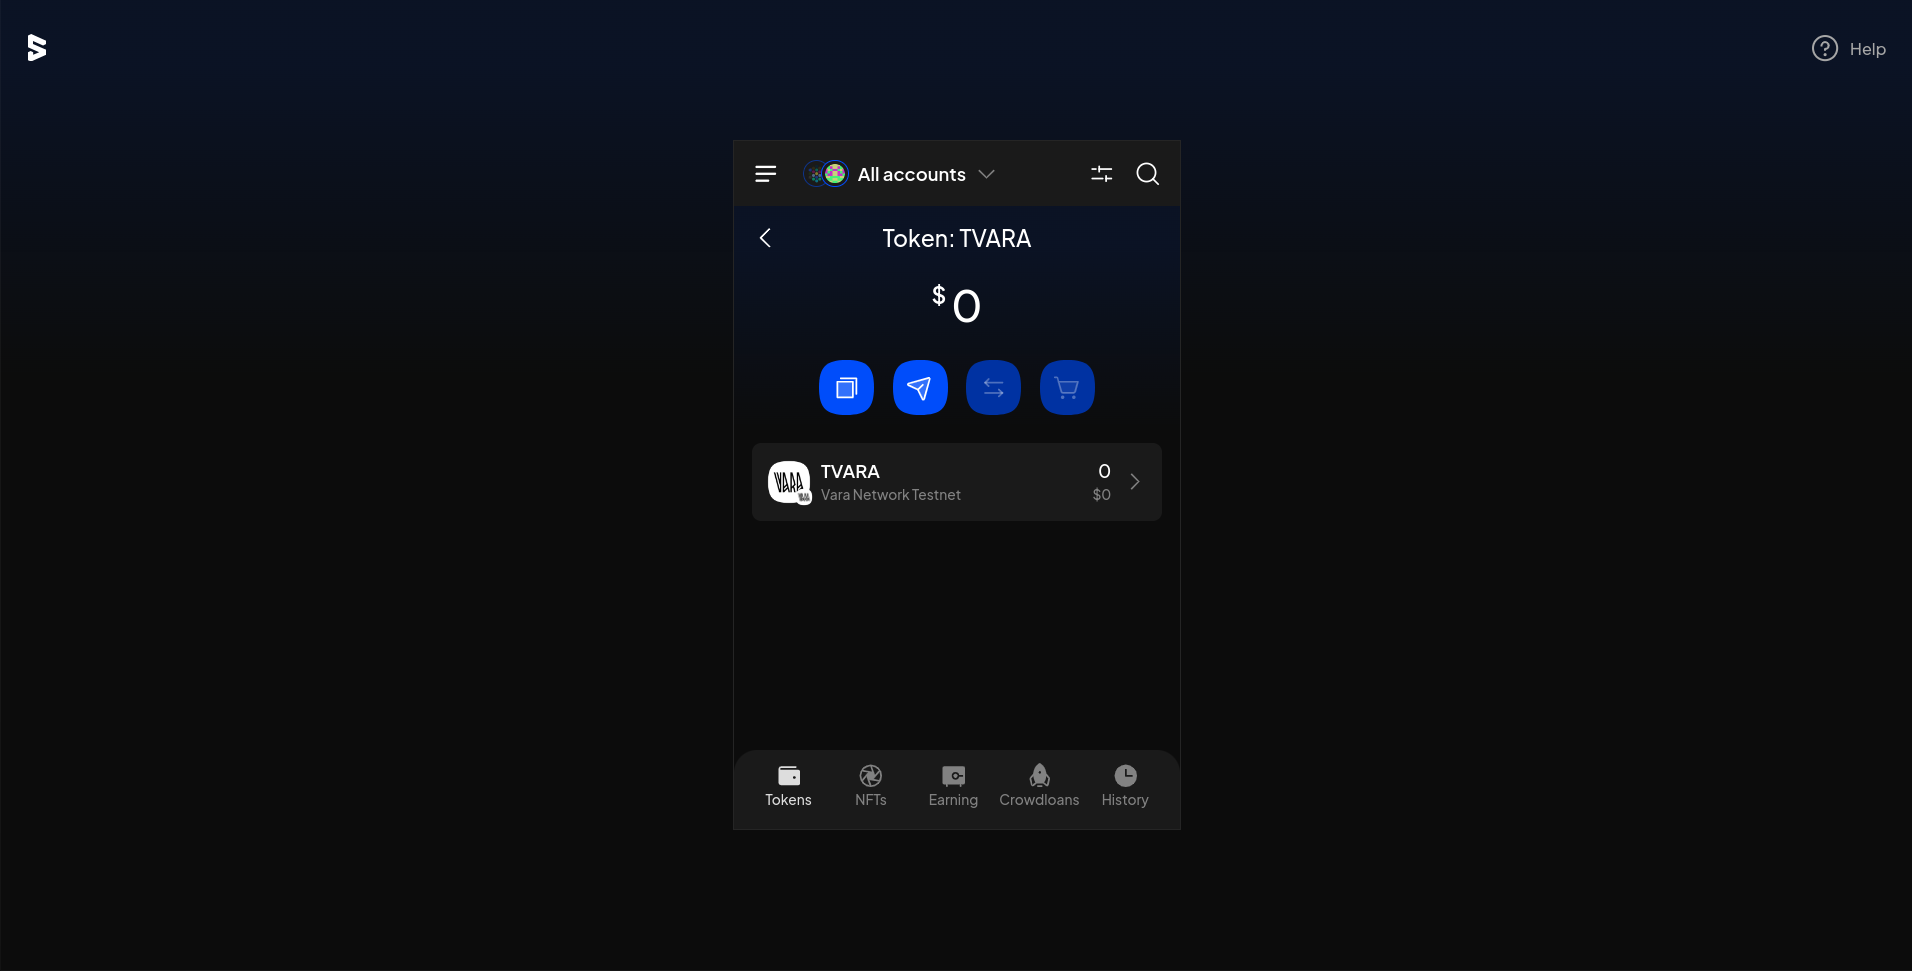 Help
All accounts
Token: TVARA
$ 0
VARA
TVARA
0
Vara Network Testnet
$0
Tokens
NFTs
Earning
Crowdloans
History